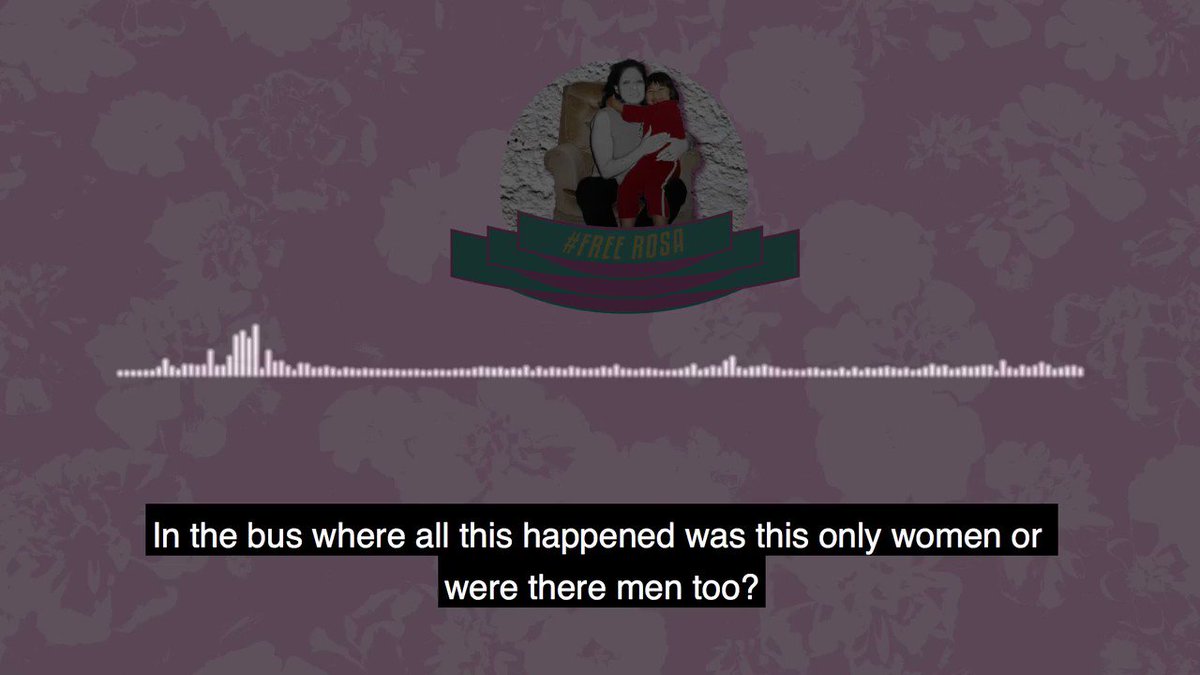 #FREE ROSA
In the bus where all this happened was this only women or
were there men too?